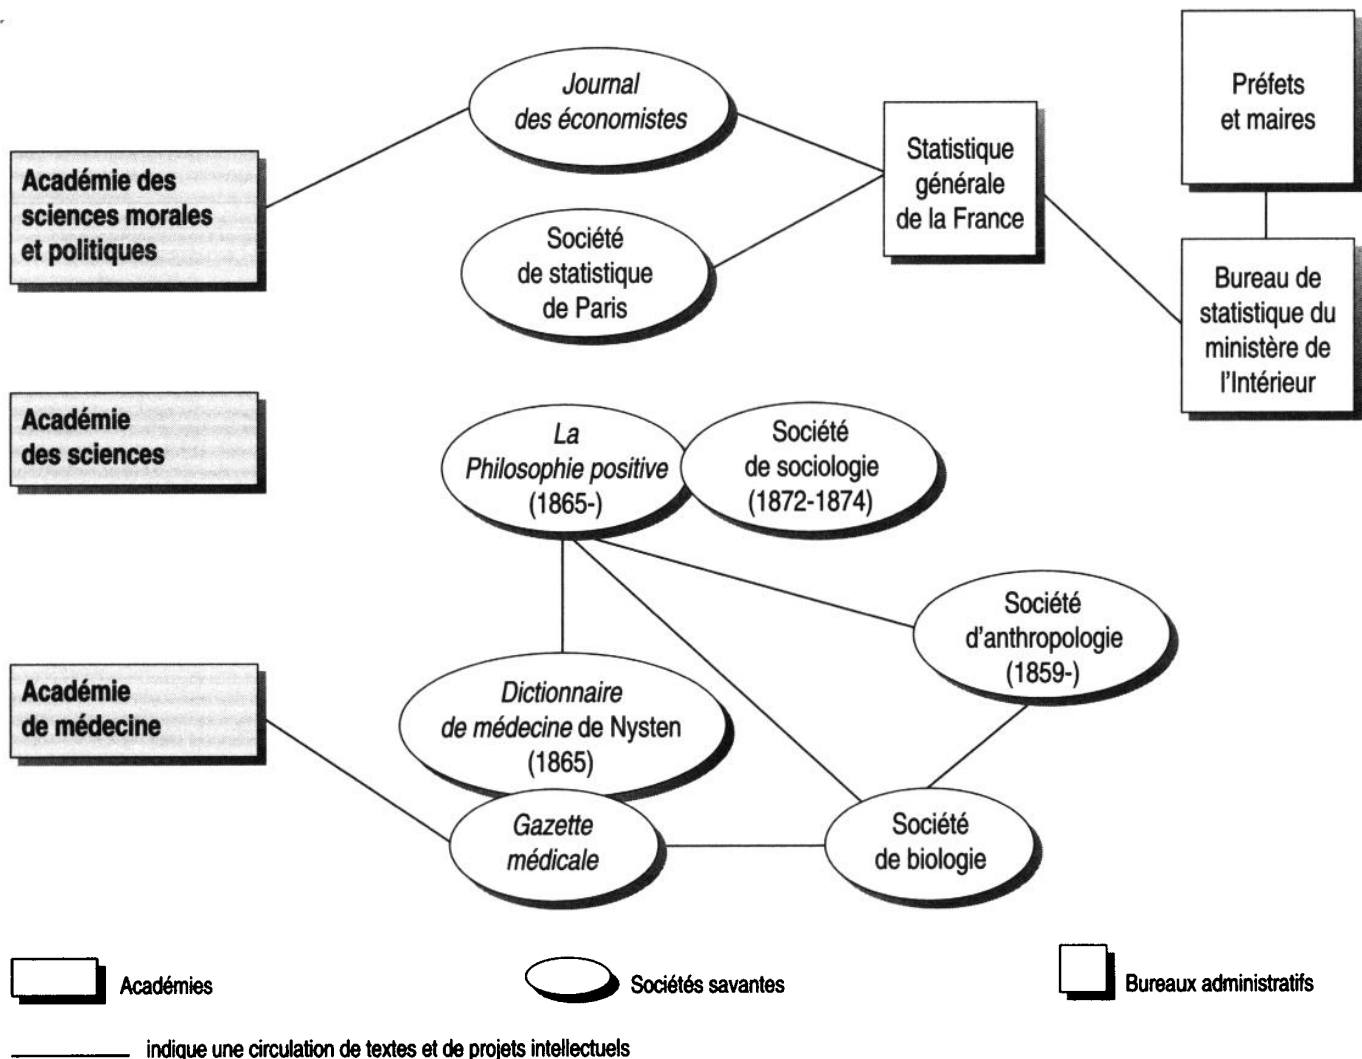 Journal
des économistes
Préfets
et maires
Académie des
sciences morales
et politiques
Statistique
générale
de la France
Société
de statistique
de Paris
Bureau de
statistique du
ministère de
l'Intérieur
Académie
des sciences
La
Philosophie positive
(1865-)
Société
de sociologie
(1872-1874)
Société
d'anthropologie
(1859-)
Académie
de médecine
Dictionnaire
de médecine de Nysten
(1865)
Gazette
médicale
Société
de biologie
Académies
Sociétés savantes
Bureaux administratifs
indique une circulation de textes et de projets intellectuels